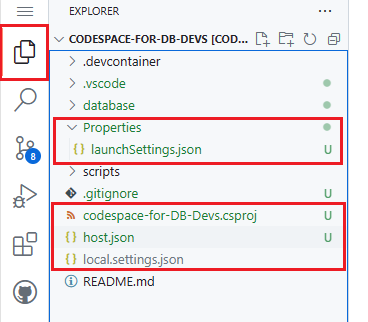 EXPLORER
CODESPACE-FOR-DB-DEVS [COD...
.devcontainer
.vscode
database
Properties
{} launchSettings.json U
scripts
.gitignore U
codespace-for-DB-Devs.csproj U
{} host.json U
{} local.settings.json
README.md
8